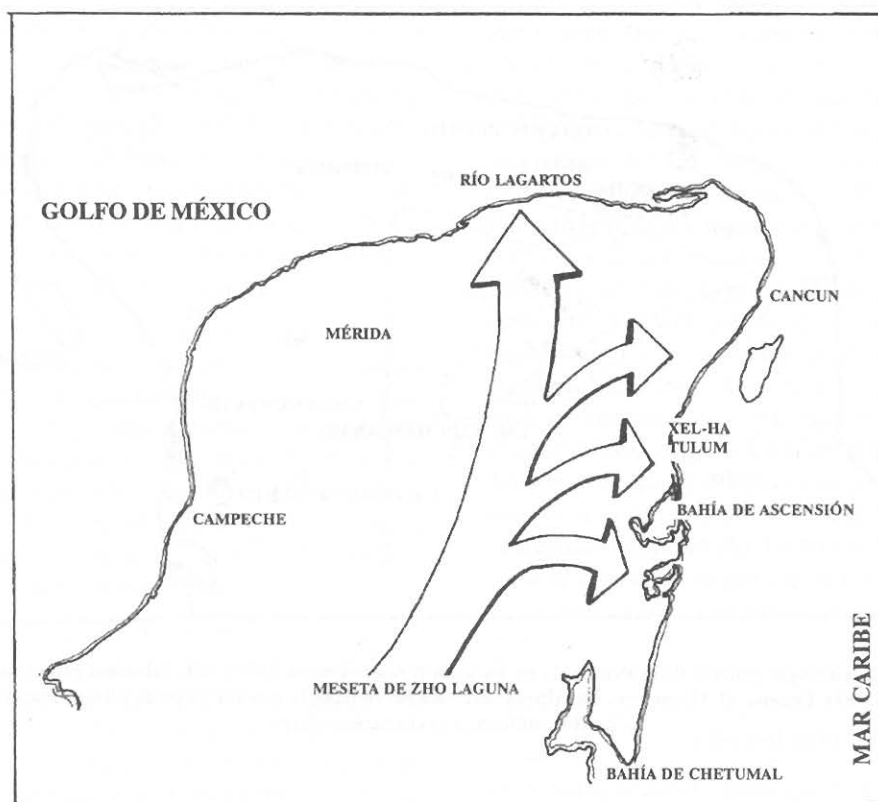 RÍO LAGARTOS
GOLFO DE MÉXICO
CANCUN
MÉRIDA
XEL-HA
TULUM
BAHÍA DE ASCENSIÓN
CAMPECHE
MESETA DE ZHO LAGUNA
MAR CARIBE
BAHÍA DE CHETUMAL